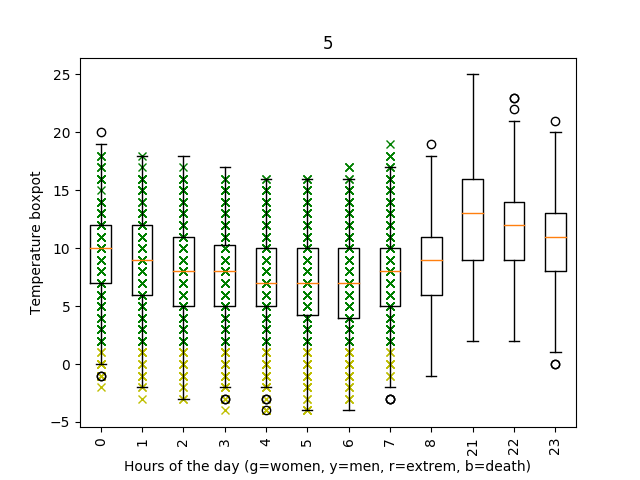 5
25
20
15
10
5
0
−5
Temperature boxpot
0 1 2 3 4 5 6 7 8 21 22 23
Hours of the day (g=women, y=men, r=extrem, b=death)